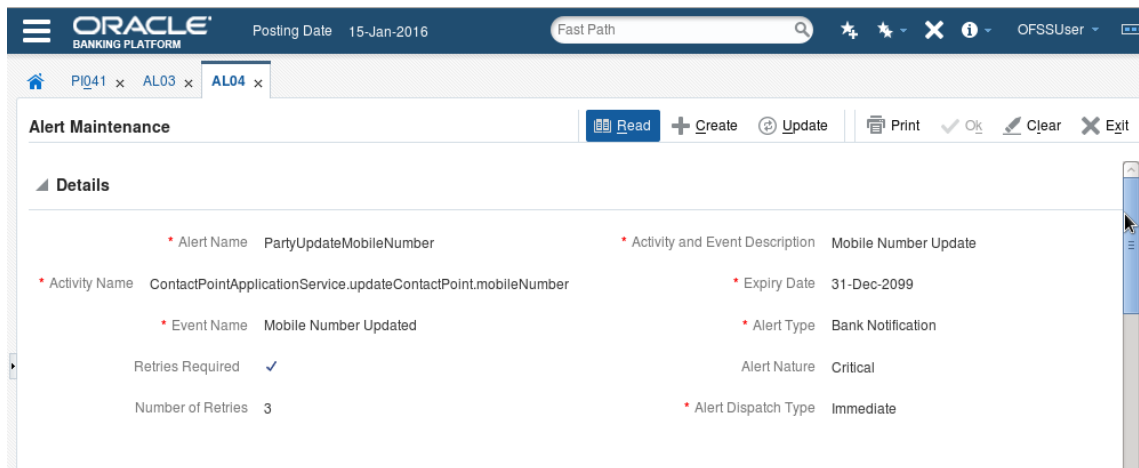 ORACLE
BANKING PLATFORM
Posting Date 15-Jan-2016
Fast Path
OFSSUser
PI041 x AL03 x AL04 x
Alert Maintenance
Read Create Update Print Ok Clear Exit
Details
* Alert Name PartyUpdateMobileNumber * Activity and Event Description Mobile Number Update
* Activity Name ContactPointApplicationService.updateContactPoint.mobileNumber * Expiry Date 31-Dec-2099
* Event Name Mobile Number Updated * Alert Type Bank Notification
Retries Required ✓ Alert Nature Critical
Number of Retries 3 * Alert Dispatch Type Immediate